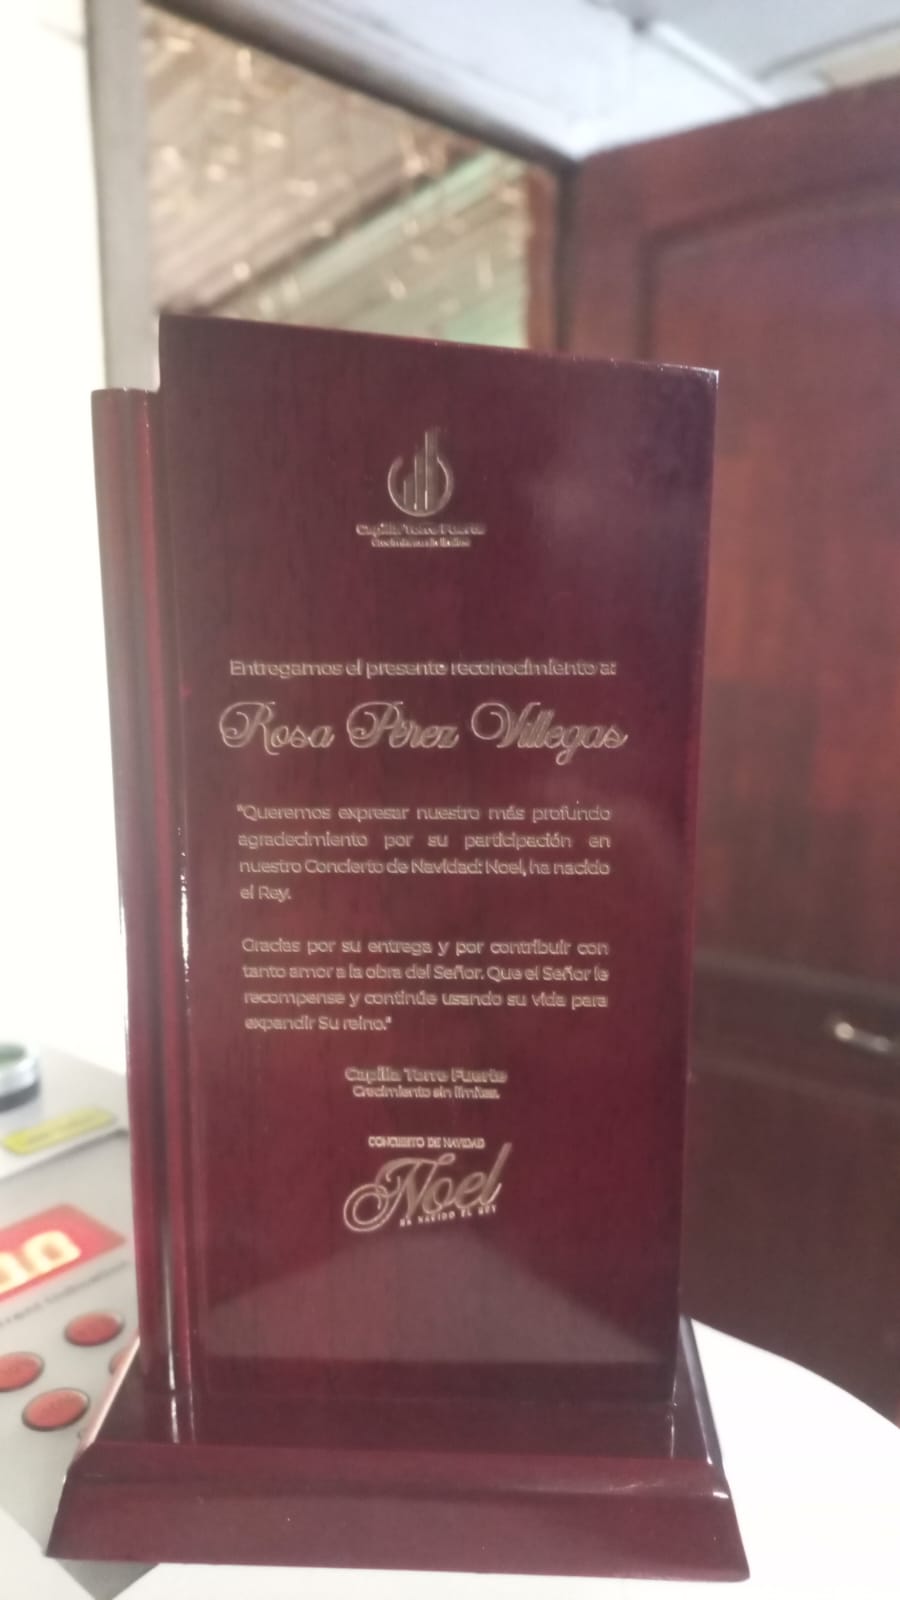 Capilla Torre Fuerte
Crecimiento sin límites
Entregamos el presente reconocimiento a:
Rosa Pérez Villegas
"Queremos expresar nuestro más profundo
agradecimiento por su participación en
nuestro Concierto de Navidad: Noel, ha nacido
el Rey.
Gracias por su entrega y por contribuir con
tanto amor a la obra del Señor. Que el Señor le
recompense y continúe usando su vida para
expandir Su reino."
Capilla Torre Fuerte
Crecimiento sin límites.
CONCIERTO DE NAVIDAD
Noel
HA NACIDO EL REY